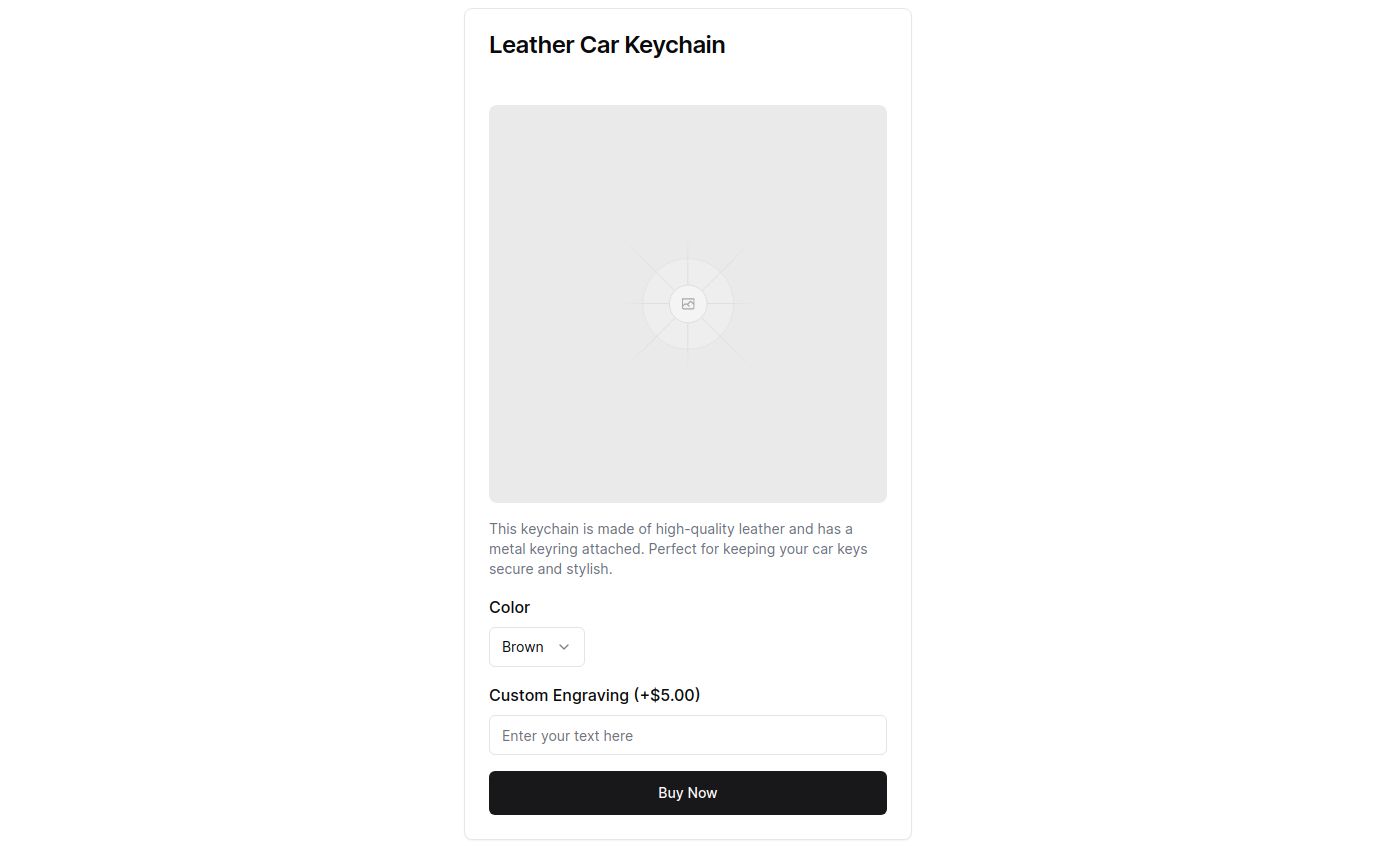 Leather Car Keychain
This keychain is made of high-quality leather and has a
metal keyring attached. Perfect for keeping your car keys
secure and stylish.
Color
Brown
Custom Engraving (+$5.00)
Enter your text here
Buy Now